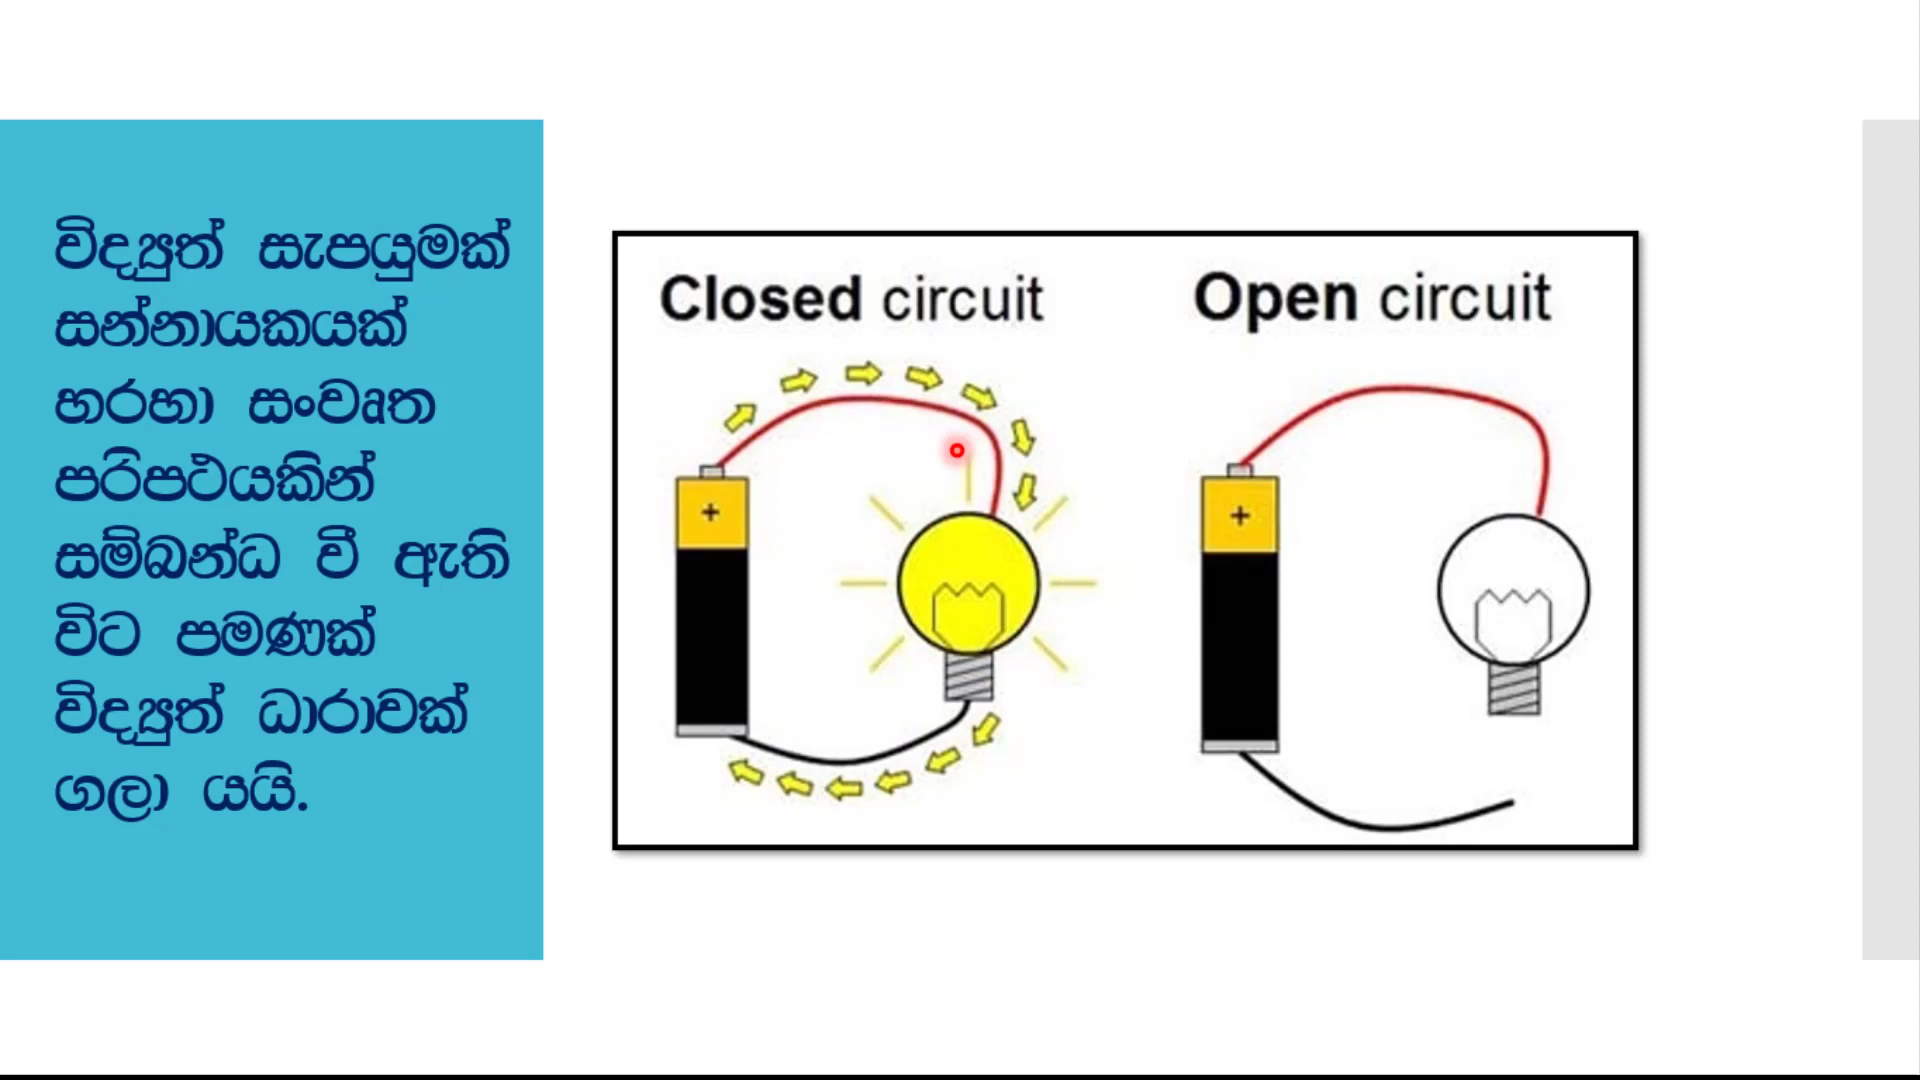 විද්‍යුත් සැපයුමක්
සන්නායකයක්
හරහා සංවෘත
පරිපථයකින්
සම්බන්ධ වී ඇති
විට පමණක්
විද්‍යුත් ධාරාවක්
ගලා යයි.
Closed circuit
Open circuit
+
+